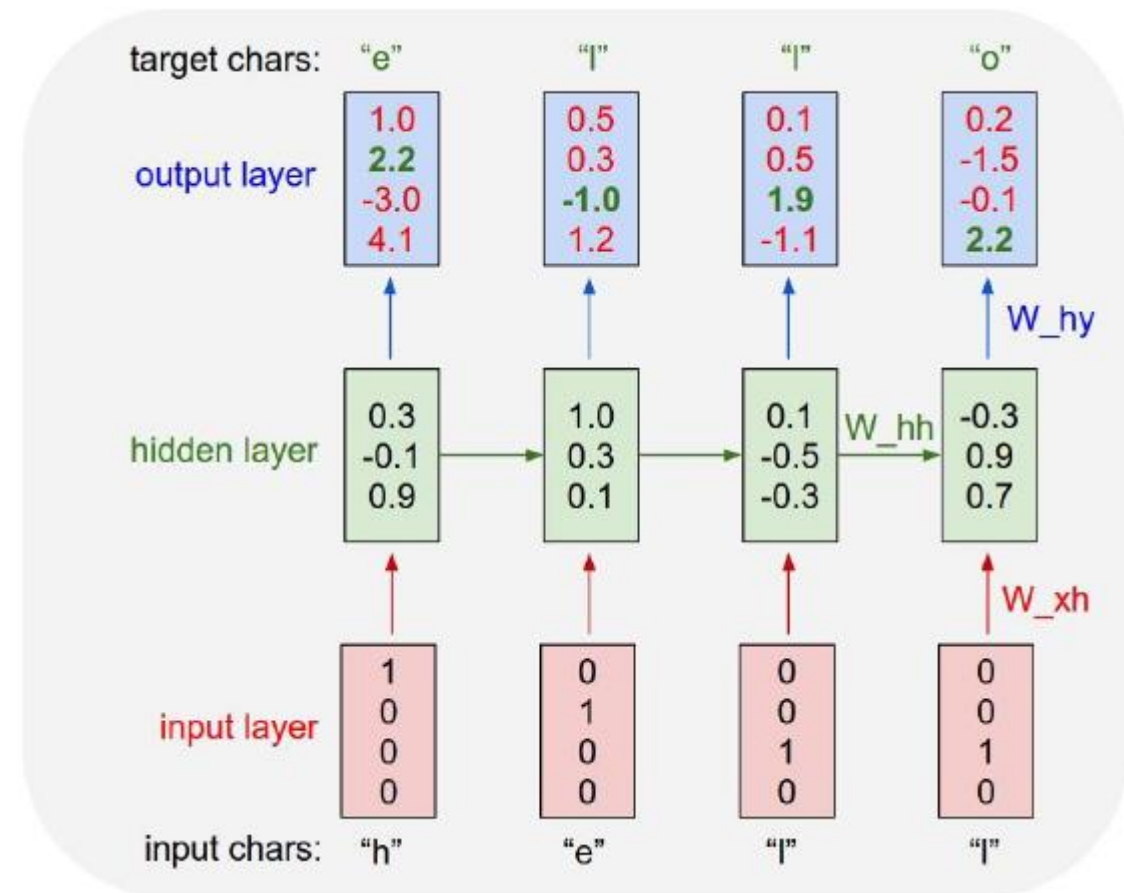 target chars: “e” “l” “l” “o”
1.0 0.5 0.1 0.2
2.2 0.3 0.5 -1.5
output layer
-3.0 -1.0 1.9 -0.1
4.1 1.2 -1.1 2.2
W_hy
0.3 1.0 0.1 -0.3
W_hh
hidden layer -0.1 0.3 -0.5 0.9
0.9 0.1 -0.3 0.7
W_xh
1 0 0 0
0 1 0 0
input layer
0 0 1 1
0 0 0 0
input chars: “h” “e” “l” “l”